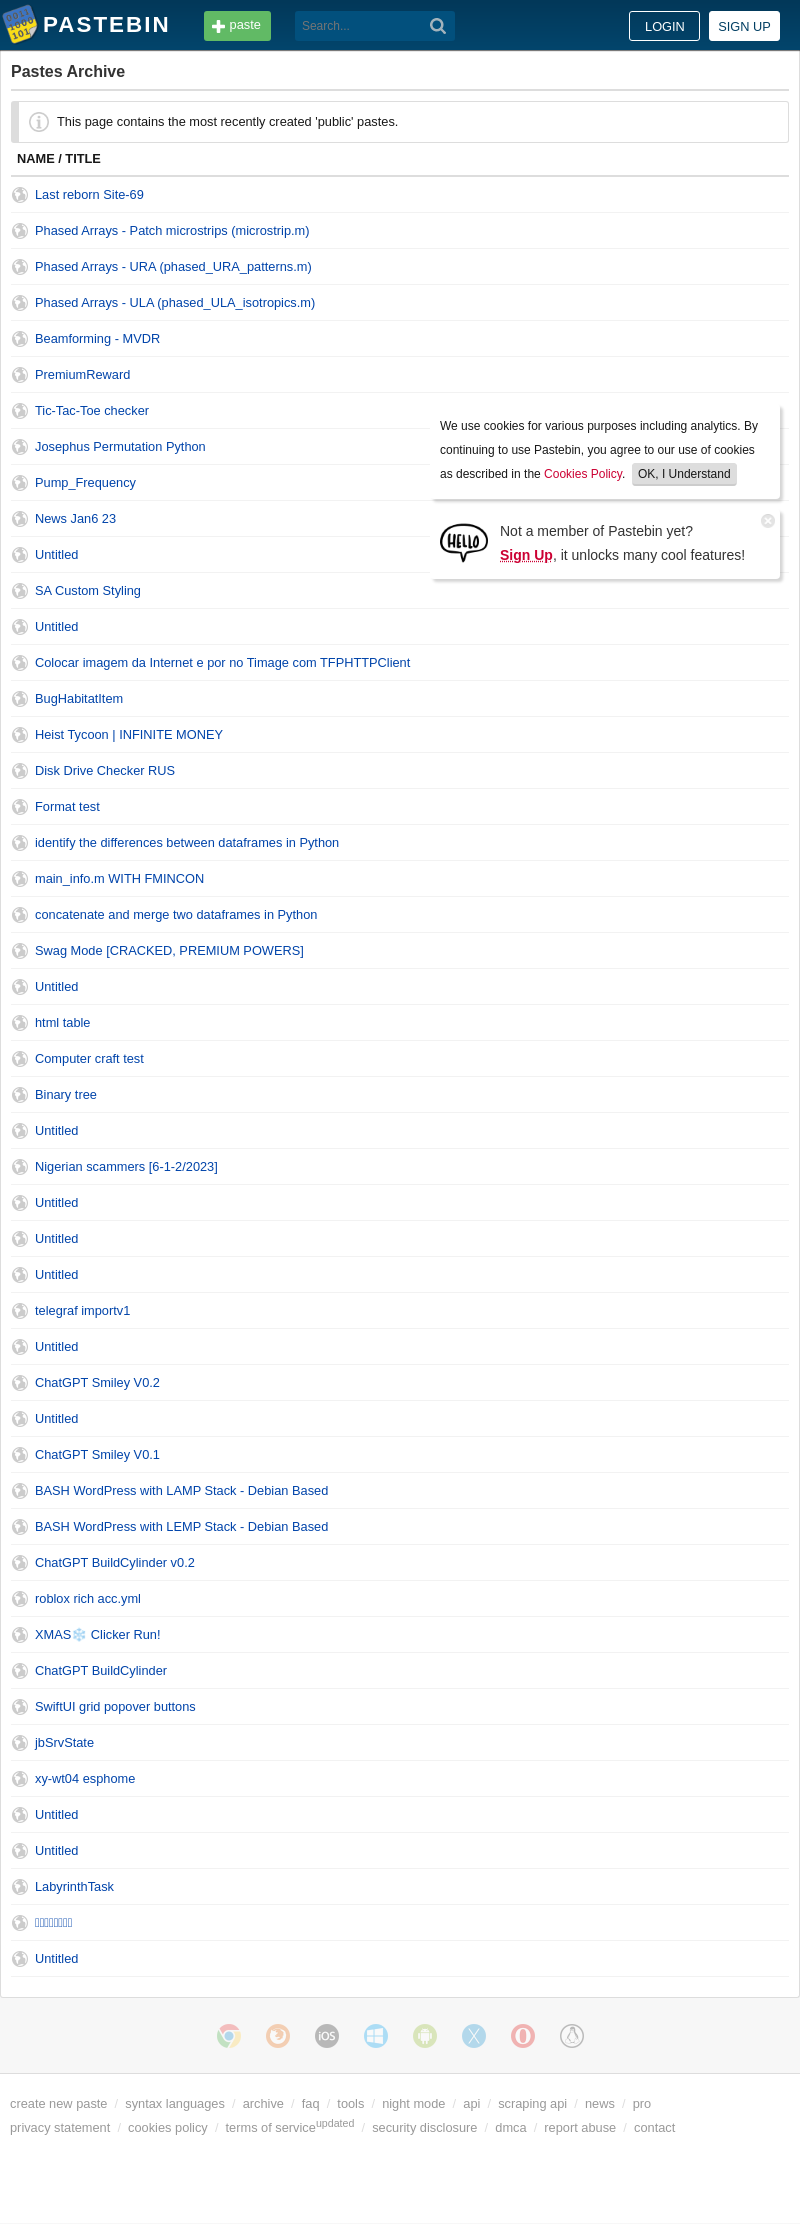 PASTEBIN
paste
Search...
LOGIN
SIGN UP
Pastes Archive
This page contains the most recently created 'public' pastes.
NAME / TITLE
Last reborn Site-69
Phased Arrays - Patch microstrips (microstrip.m)
Phased Arrays - URA (phased_URA_patterns.m)
Phased Arrays - ULA (phased_ULA_isotropics.m)
Beamforming - MVDR
PremiumReward
Tic-Tac-Toe checker
Josephus Permutation Python
Pump_Frequency
News Jan6 23
Untitled
We use cookies for various purposes including analytics. By
continuing to use Pastebin, you agree to our use of cookies
as described in the Cookies Policy. OK, I Understand
HELLO
Not a member of Pastebin yet?
Sign Up, it unlocks many cool features!
SA Custom Styling
Untitled
Colocar imagem da Internet e por no Timage com TFPHTTPClient
BugHabitatItem
Heist Tycoon | INFINITE MONEY
Disk Drive Checker RUS
Format test
identify the differences between dataframes in Python
main_info.m WITH FMINCON
concatenate and merge two dataframes in Python
Swag Mode [CRACKED, PREMIUM POWERS]
Untitled
html table
Computer craft test
Binary tree
Untitled
Nigerian scammers [6-1-2/2023]
Untitled
Untitled
Untitled
telegraf importv1
Untitled
ChatGPT Smiley V0.2
Untitled
ChatGPT Smiley V0.1
BASH WordPress with LAMP Stack - Debian Based
BASH WordPress with LEMP Stack - Debian Based
ChatGPT BuildCylinder v0.2
roblox rich acc.yml
XMAS❄️ Clicker Run!
ChatGPT BuildCylinder
SwiftUI grid popover buttons
jbSrvState
xy-wt04 esphome
Untitled
Untitled
LabyrinthTask
Untitled
iOS
create new paste / syntax languages / archive / faq / tools / night mode / api / scraping api / news / pro
privacy statement / cookies policy / terms of service updated / security disclosure / dmca / report abuse / contact